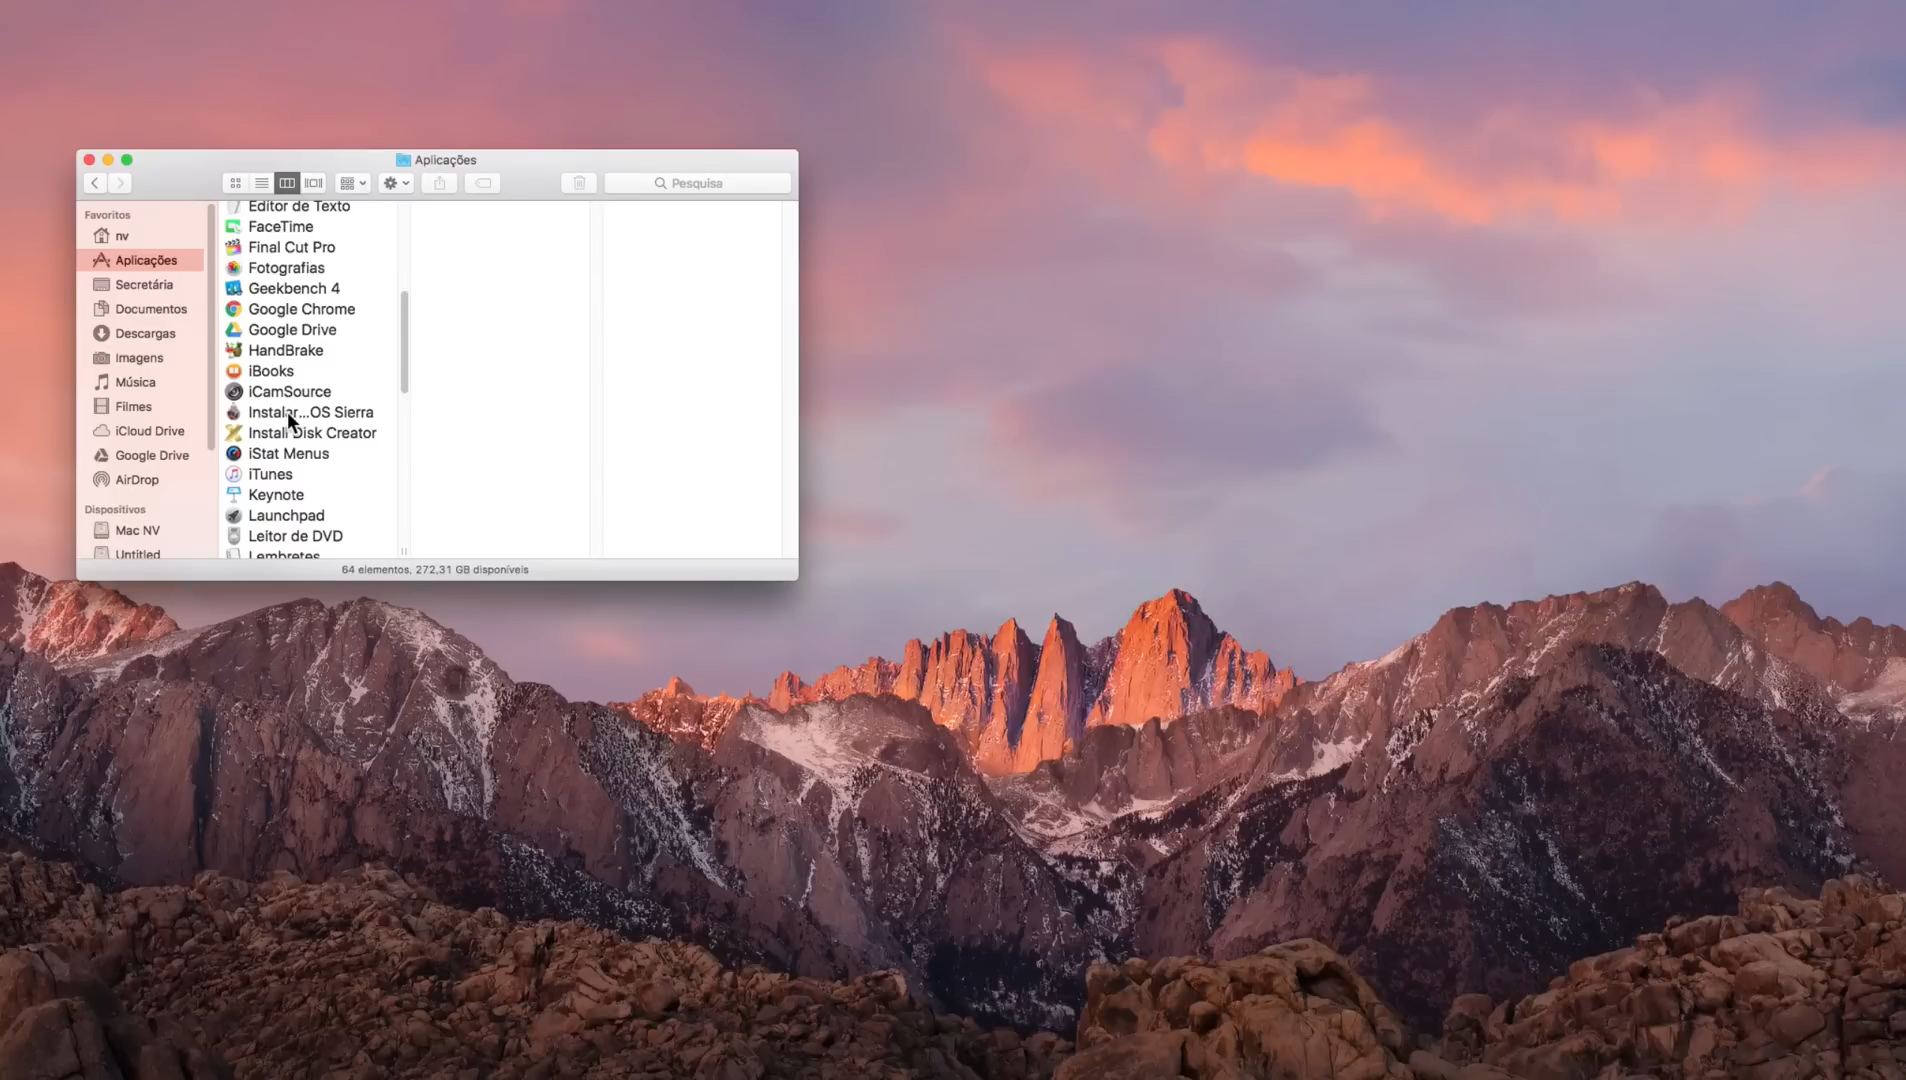 Aplicações
Pesquisa
Favoritos
nv
Aplicações
Secretária
Documentos
Descargas
Imagens
Música
Filmes
iCloud Drive
Google Drive
AirDrop
Dispositivos
Mac NV
Untitled
Editor de Texto
FaceTime
Final Cut Pro
Fotografias
Geekbench 4
Google Chrome
Google Drive
HandBrake
iBooks
iCamSource
Instalar...OS Sierra
Install Disk Creator
iStat Menus
iTunes
Keynote
Launchpad
Leitor de DVD
Lembretes
64 elementos, 272,31 GB disponíveis